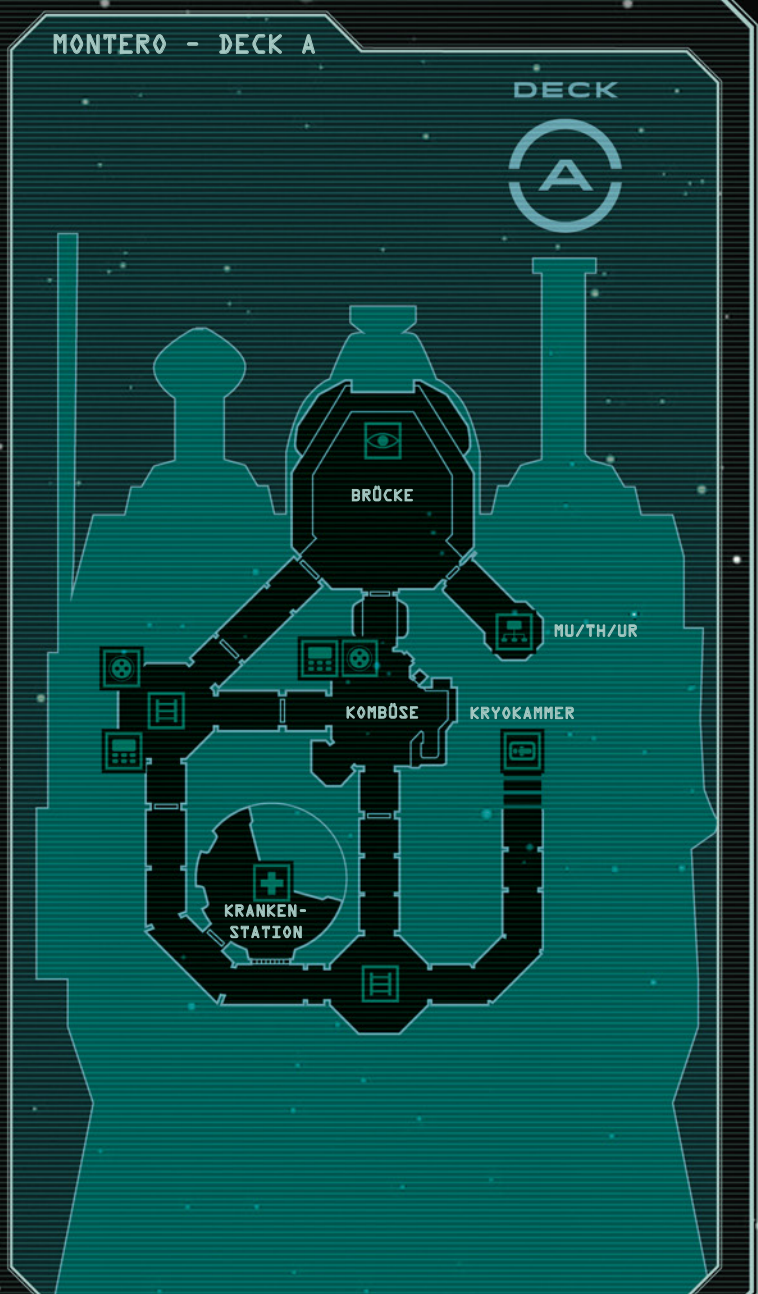 MONTERO - DECK A
DECK
A
BRÜCKE
MU/TH/UR
KOMBÜSE
KRYOKAMMER
KRANKEN-
STATION